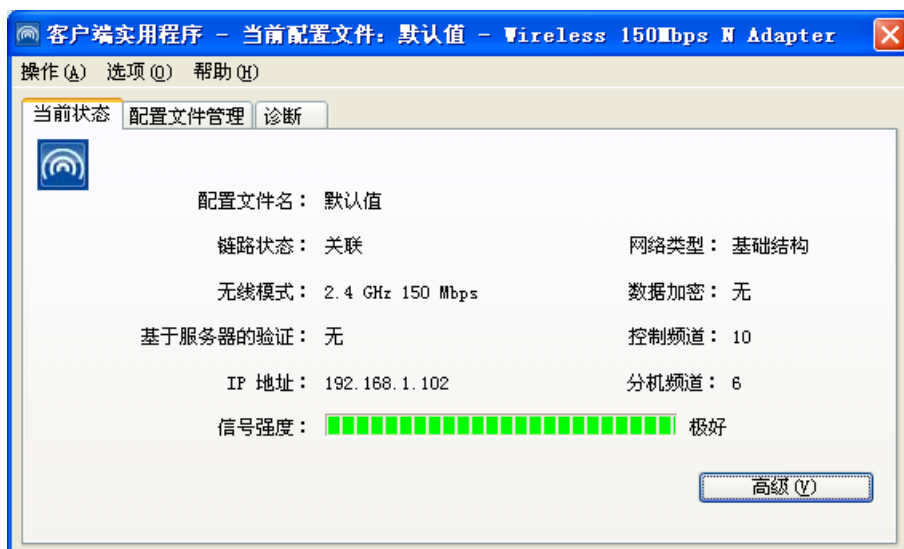 客户端实用程序 - 当前配置文件: 默认值 - Wireless 150Mbps N Adapter
操作(A) 选项(O) 帮助(H)
当前状态 配置文件管理 诊断
配置文件名: 默认值
链路状态: 关联 网络类型: 基础结构
无线模式: 2.4 GHz 150 Mbps 数据加密: 无
基于服务器的验证: 无 控制频道: 10
IP 地址: 192.168.1.102 分机频道: 6
信号强度: 极好
高级(V)